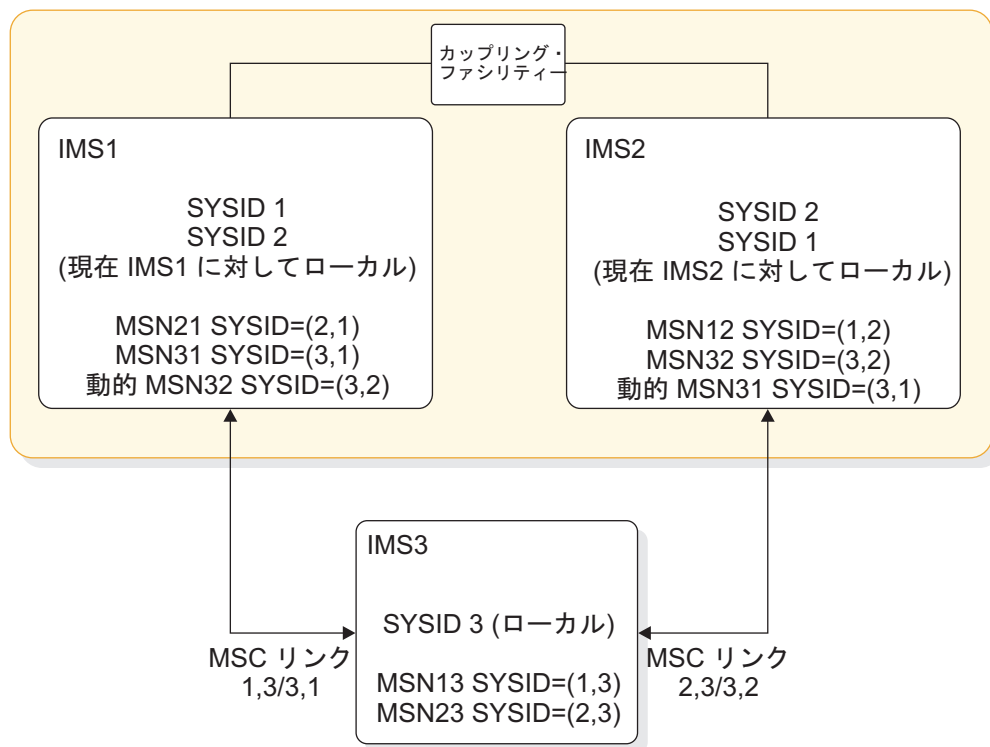 カップリング・
ファシリティー
IMS1
SYSID 1
SYSID 2
(現在 IMS1 に対してローカル)
MSN21 SYSID=(2,1)
MSN31 SYSID=(3,1)
動的 MSN32 SYSID=(3,2)
IMS2
SYSID 2
SYSID 1
(現在 IMS2 に対してローカル)
MSN12 SYSID=(1,2)
MSN32 SYSID=(3,2)
動的 MSN31 SYSID=(3,1)
IMS3
SYSID 3 (ローカル)
MSN13 SYSID=(1,3)
MSN23 SYSID=(2,3)
MSC リンク
1,3/3,1
MSC リンク
2,3/3,2